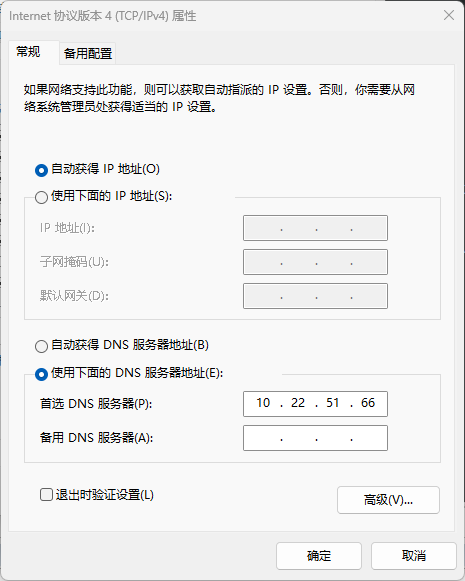 Internet 协议版本 4 (TCP/IPv4) 属性
常规
备用配置
如果网络支持此功能，则可以获取自动指派的 IP 设置。否则，你需要从网
络系统管理员处获得适当的 IP 设置。
自动获得 IP 地址(O)
使用下面的 IP 地址(S):
IP 地址(I):
子网掩码(U):
默认网关(D):
自动获得 DNS 服务器地址(B)
使用下面的 DNS 服务器地址(E):
首选 DNS 服务器(P):
10 . 22 . 51 . 66
备用 DNS 服务器(A):
退出时验证设置(L)
高级(V)...
确定
取消